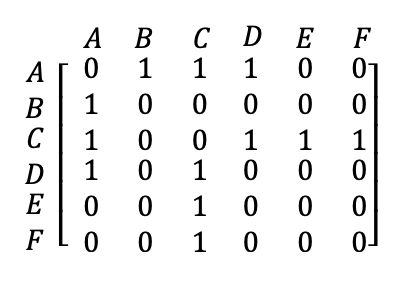 A B C D E F
A 0 1 1 1 0 0
B 1 0 0 0 0 0
C 1 0 0 1 1 1
D 1 0 1 0 0 0
E 0 0 1 0 0 0
F 0 0 1 0 0 0